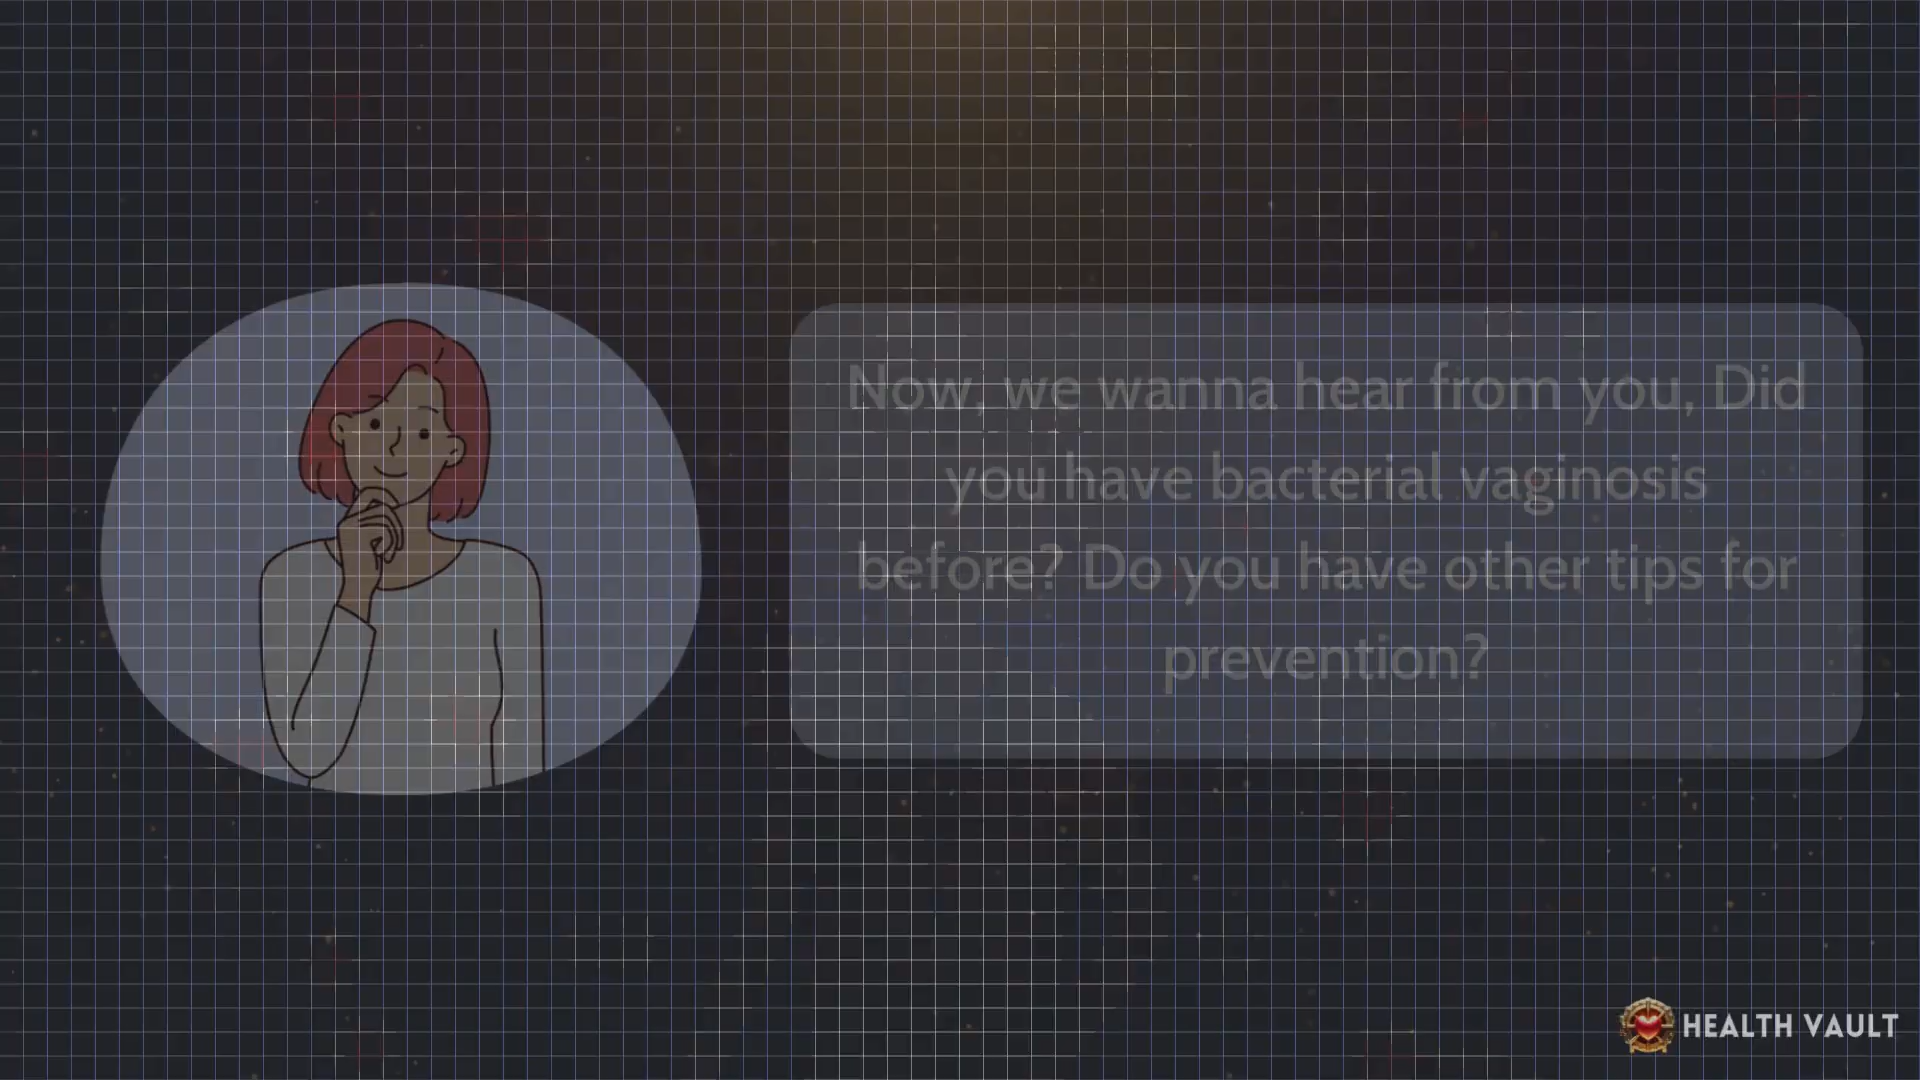 Now, we wanna hear from you, Did
you have bacterial vaginosis
before? Do you have other tips for
prevention?
HEALTH VAULT